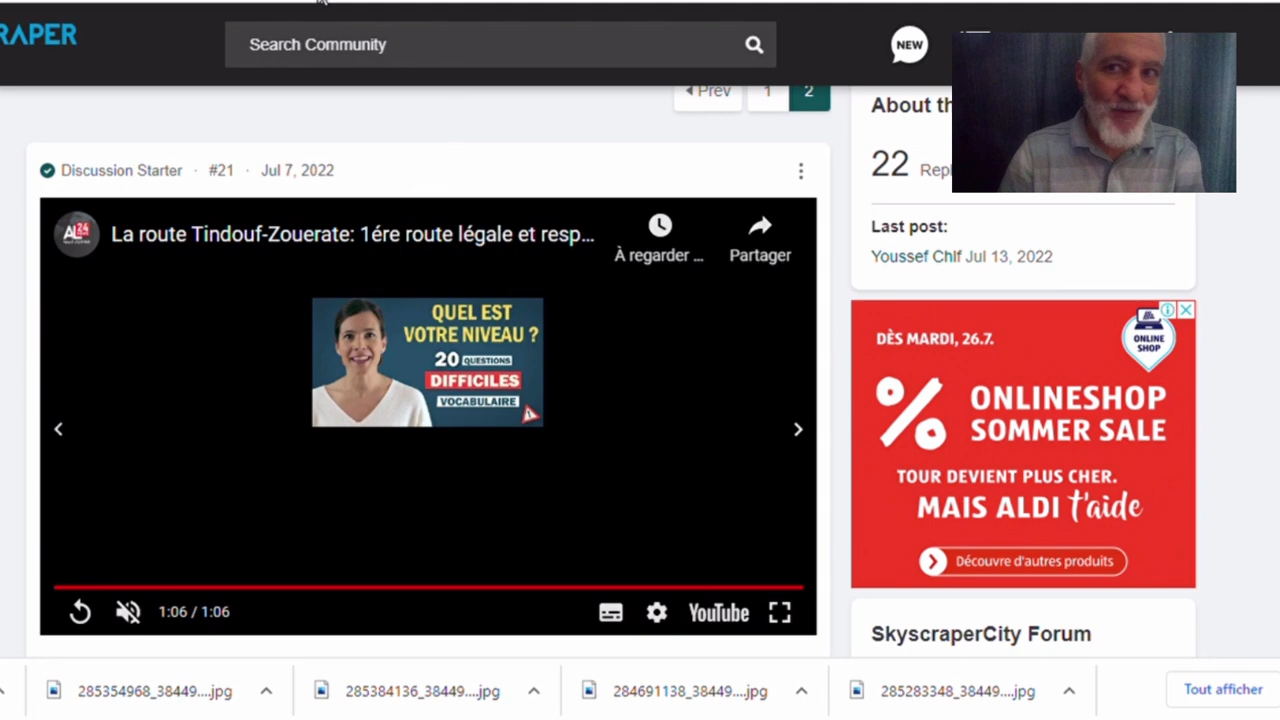 RAPER
Search Community
NEW
Prev 1 2
About th
22 Repl
Discussion Starter · #21 · Jul 7, 2022
Last post:
Youssef Chlf Jul 13, 2022
AL 24
La route Tindouf-Zouerate: 1ére route légale et resp...
À regarder ...
Partager
QUEL EST
VOTRE NIVEAU ?
20 QUESTIONS
DIFFICILES
VOCABULAIRE
1:06 / 1:06
YouTube
DÈS MARDI, 26.7.
ONLINE
SHOP
% ONLINESHOP
SOMMER SALE
TOUR DEVIENT PLUS CHER.
MAIS ALDI t'aide
Découvre d'autres produits
SkyscraperCity Forum
285354968_38449....jpg
285384136_38449....jpg
284691138_38449....jpg
285283348_38449....jpg
Tout afficher